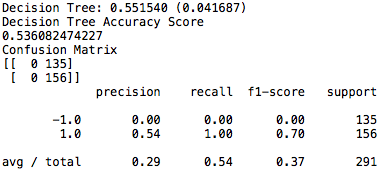 Decision Tree: 0.551540 (0.041687)
Decision Tree Accuracy Score
0.536082474227
Confusion Matrix
[[  0 135]
 [  0 156]]
             precision    recall  f1-score   support

       -1.0       0.00      0.00      0.00       135
        1.0       0.54      1.00      0.70       156

avg / total       0.29      0.54      0.37       291